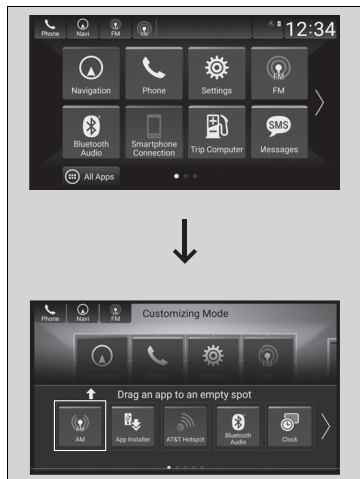 Phone Navi FM 12:34
Navigation Phone Settings FM
Bluetooth Audio Smartphone Connection Trip Computer Messages
SMS
All Apps
Phone Navi FM Customizing Mode
Drag an app to an empty spot
AM App Installer AT&T Hotspot Bluetooth Audio Clock